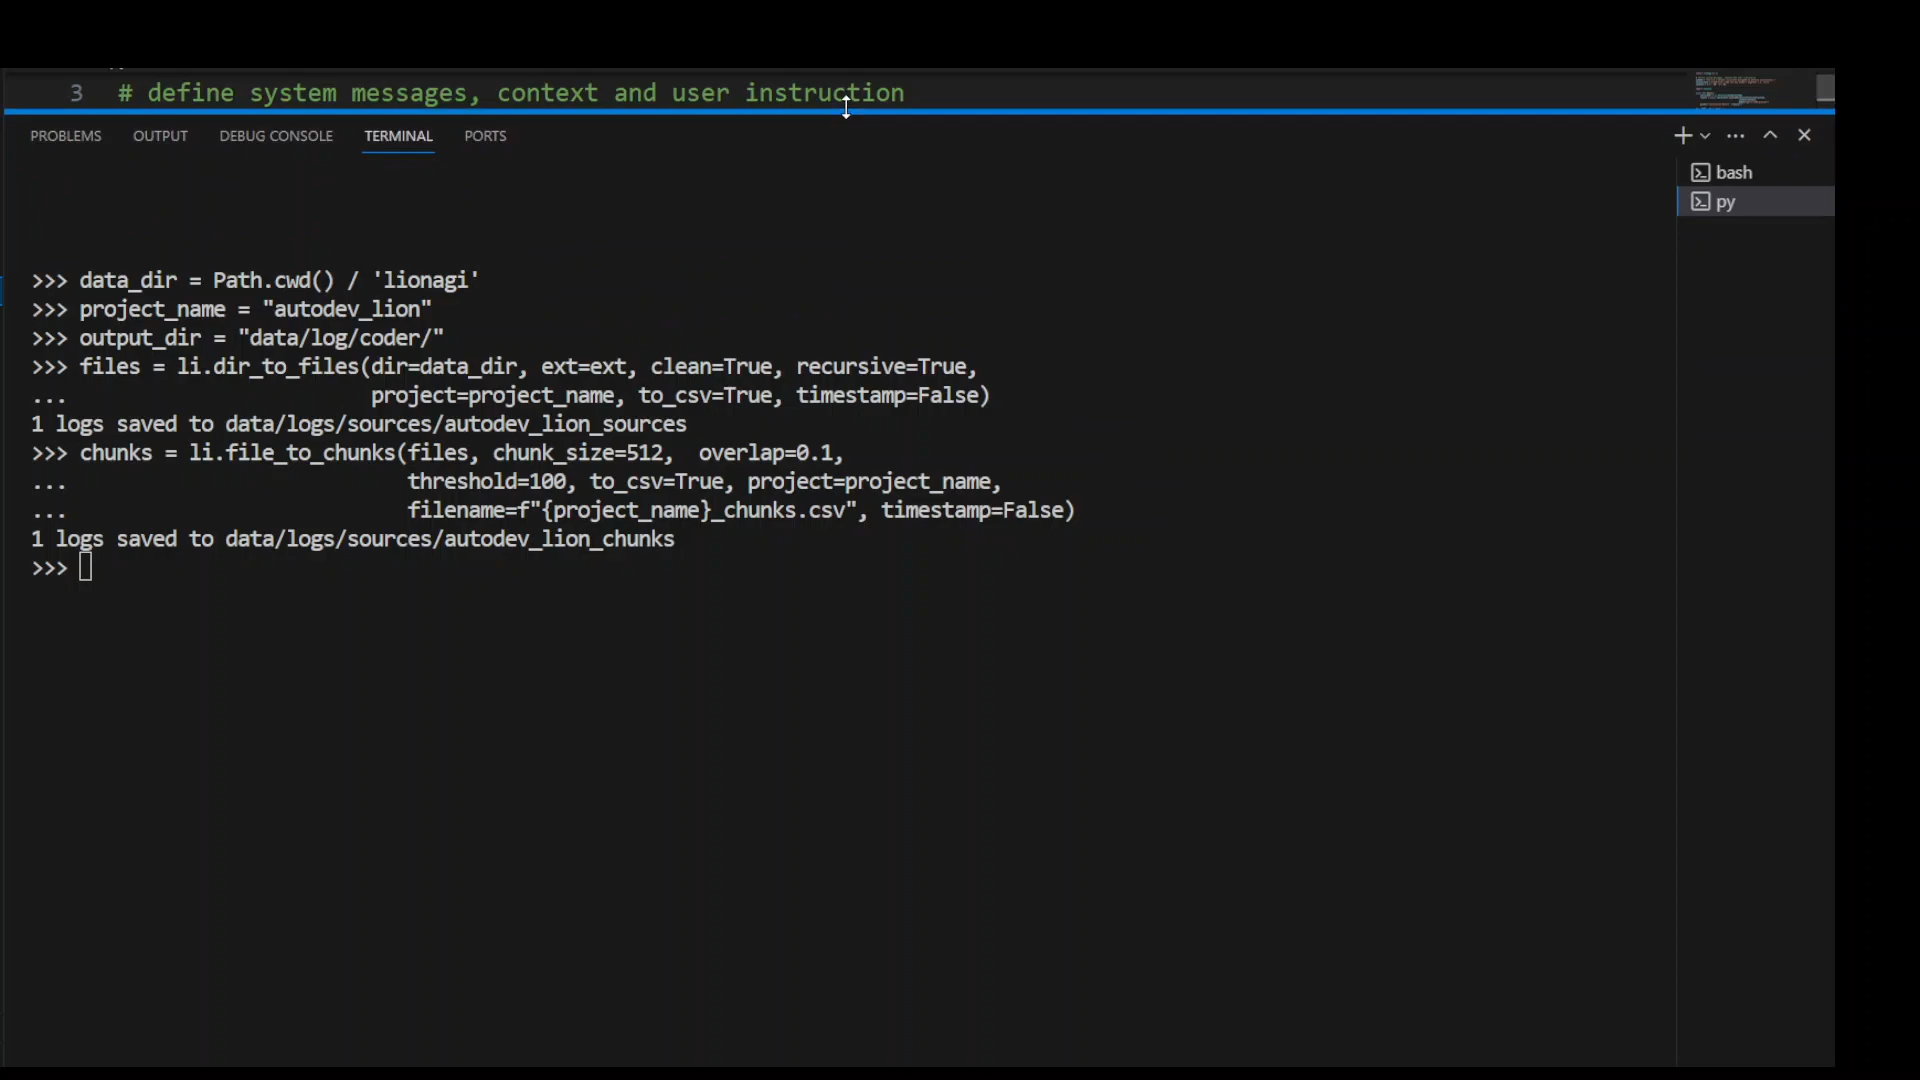 3 # define system messages, context and user instruction
PROBLEMS OUTPUT DEBUG CONSOLE TERMINAL PORTS
bash
py
>>> data_dir = Path.cwd() / 'lionagi'
>>> project_name = "autodev_lion"
>>> output_dir = "data/log/coder/"
>>> files = li.dir_to_files(dir=data_dir, ext=ext, clean=True, recursive=True,
...                         project=project_name, to_csv=True, timestamp=False)
1 logs saved to data/logs/sources/autodev_lion_sources
>>> chunks = li.file_to_chunks(files, chunk_size=512,  overlap=0.1,
...                            threshold=100, to_csv=True, project=project_name,
...                            filename=f"{project_name}_chunks.csv", timestamp=False)
1 logs saved to data/logs/sources/autodev_lion_chunks
>>>